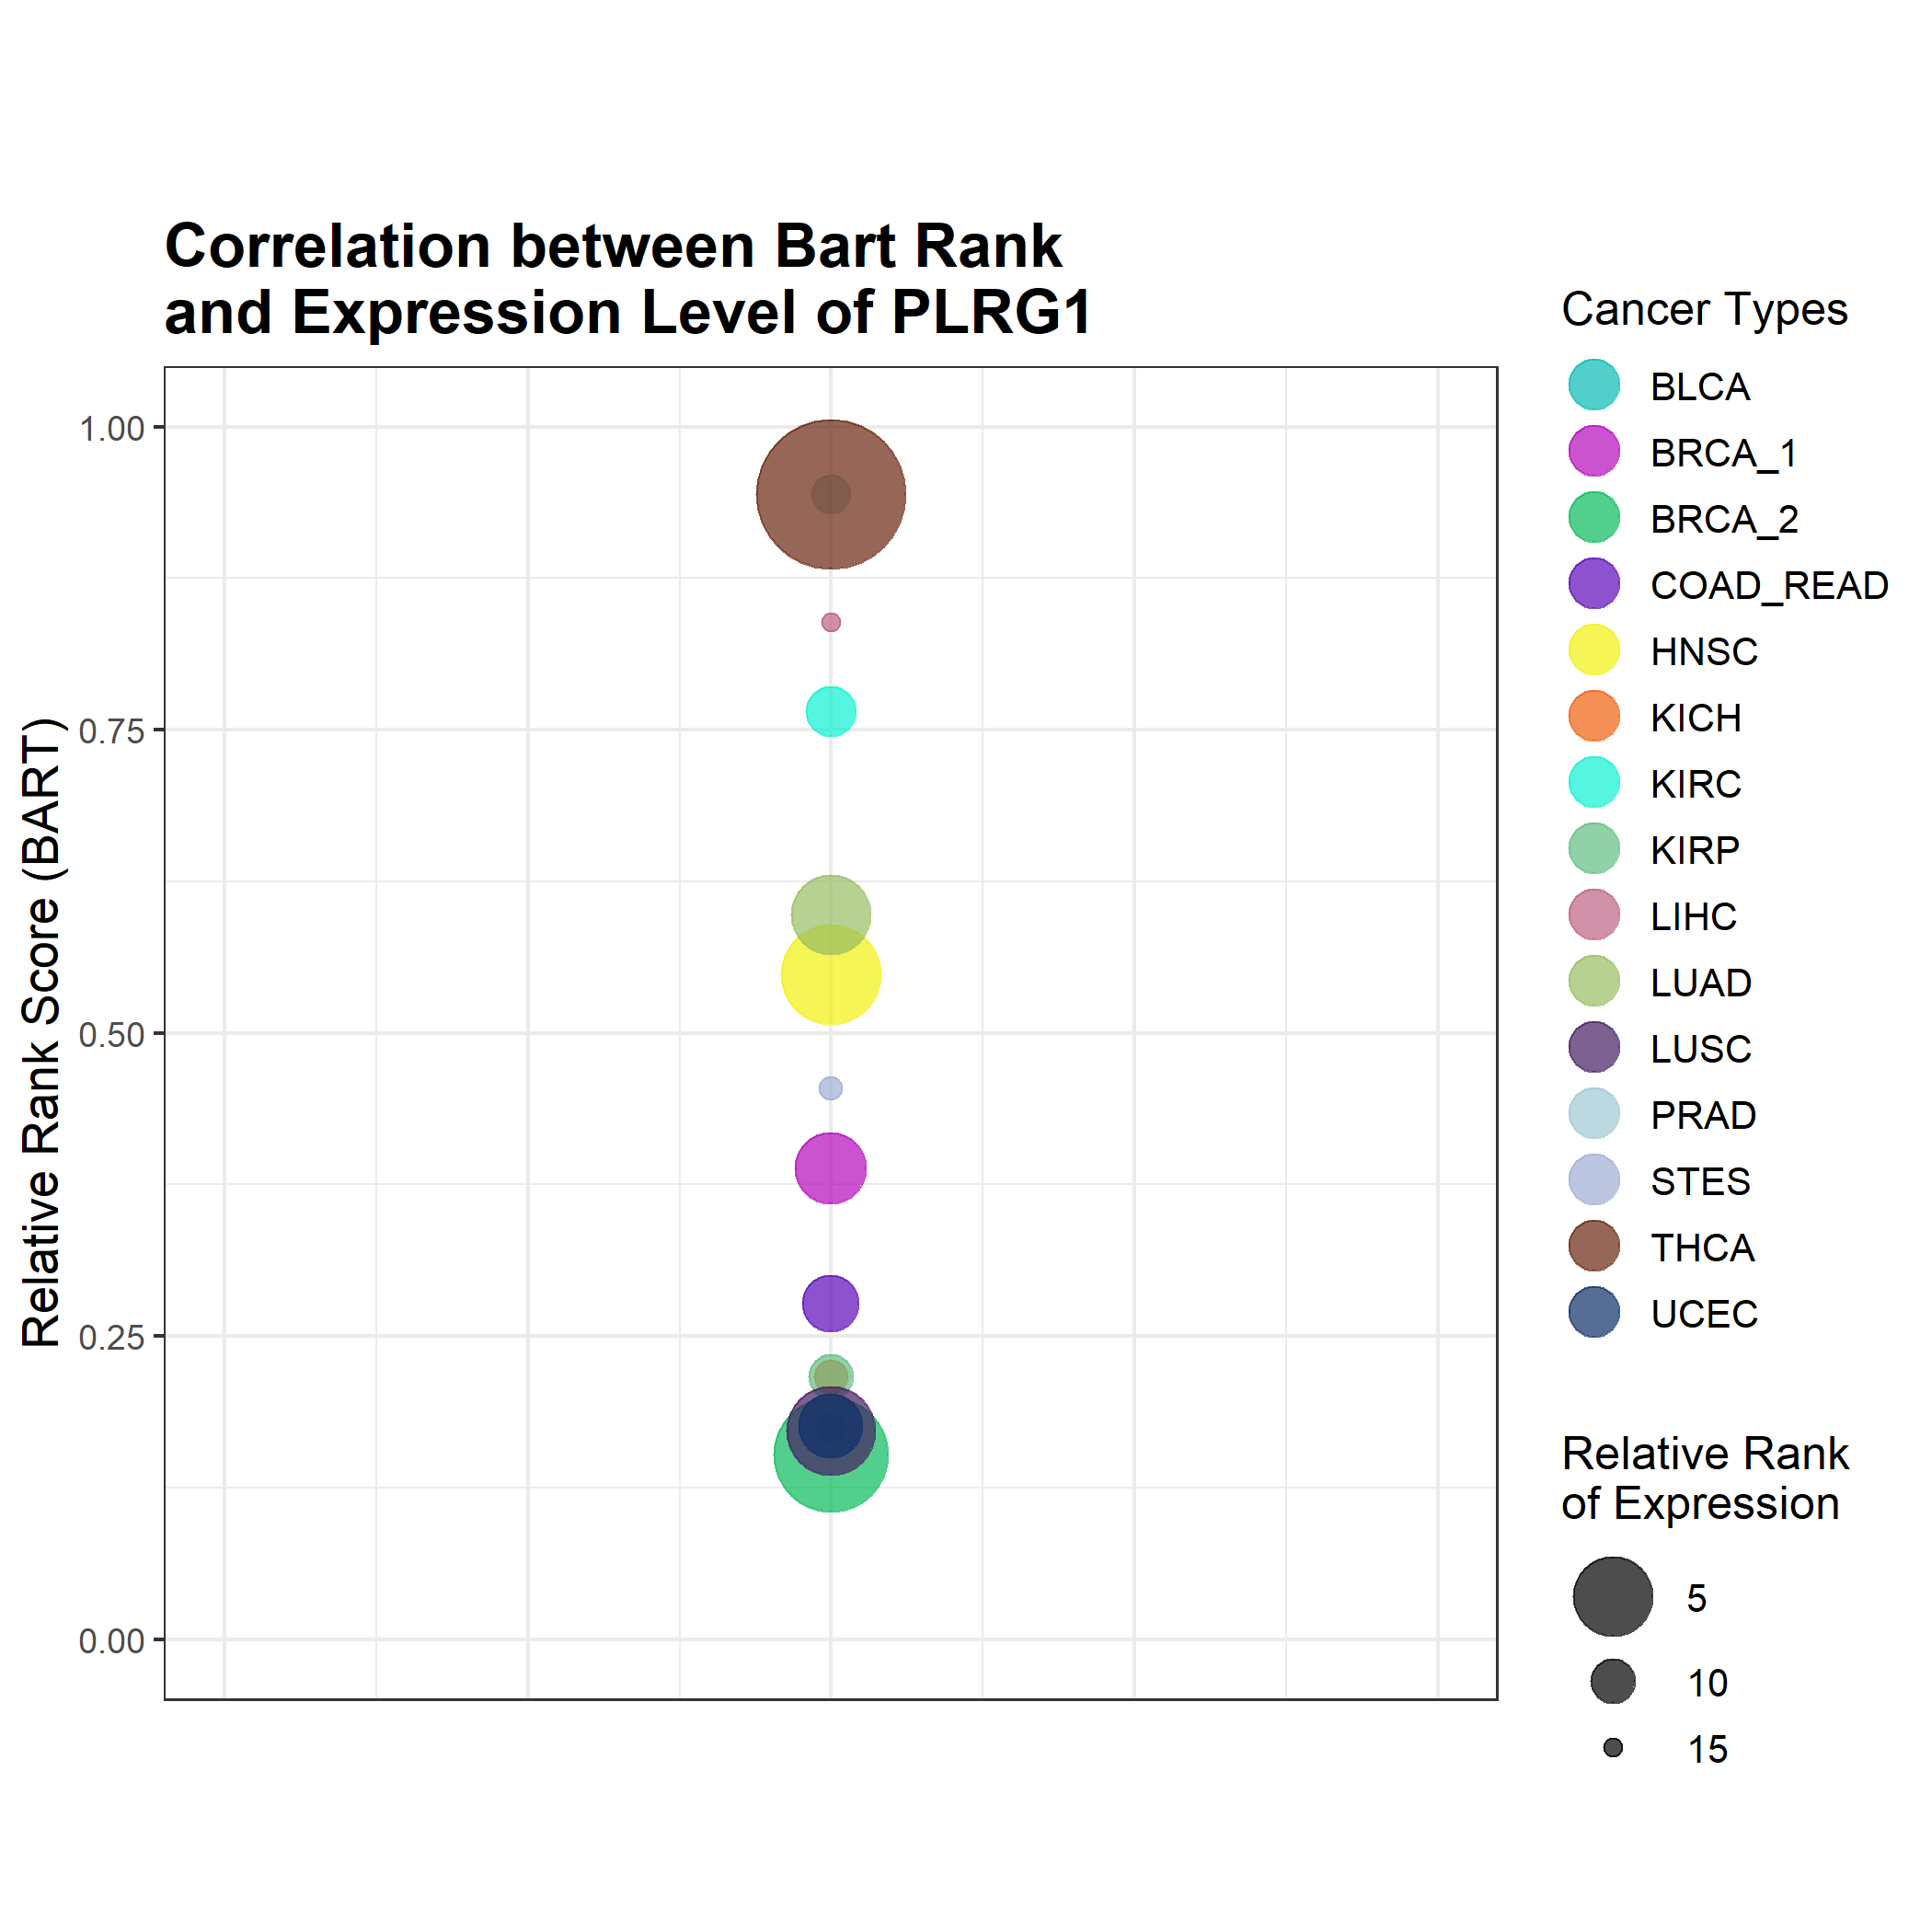 Correlation between Bart Rank
and Expression Level of PLRG1
Relative Rank Score (BART)
1.00
0.75
0.50
0.25
0.00
Cancer Types
BLCA
BRCA_1
BRCA_2
COAD_READ
HNSC
KICH
KIRC
KIRP
LIHC
LUAD
LUSC
PRAD
STES
THCA
UCEC
Relative Rank
of Expression
5
10
15